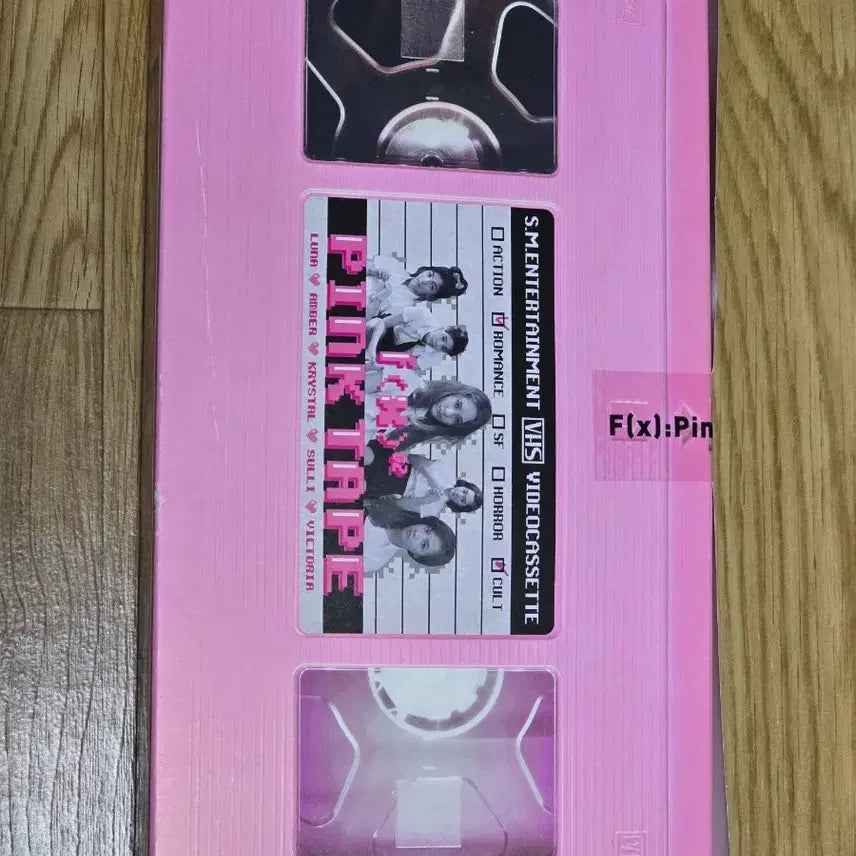 S.M.ENTERTAINMENT VHS VIDEOCASSETTE
ACTION ROMANCE SF HORROR CULT
f(x)
PINK TAPE
LUNA AMBER KRYSTAL SULLI VICTORIA
F(x):Pin